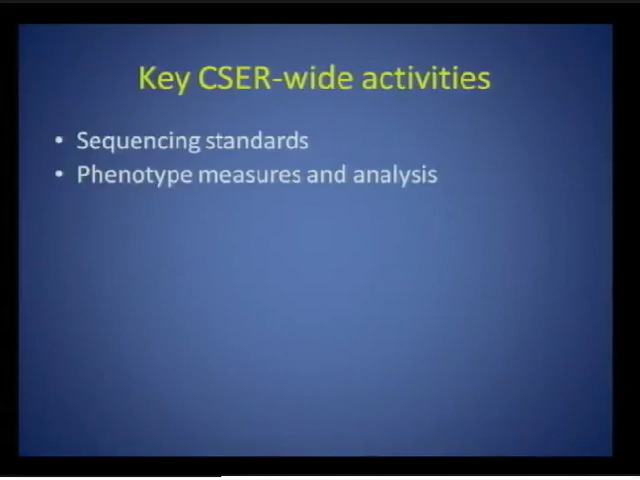 Key CSER-wide activities
• Sequencing standards
• Phenotype measures and analysis